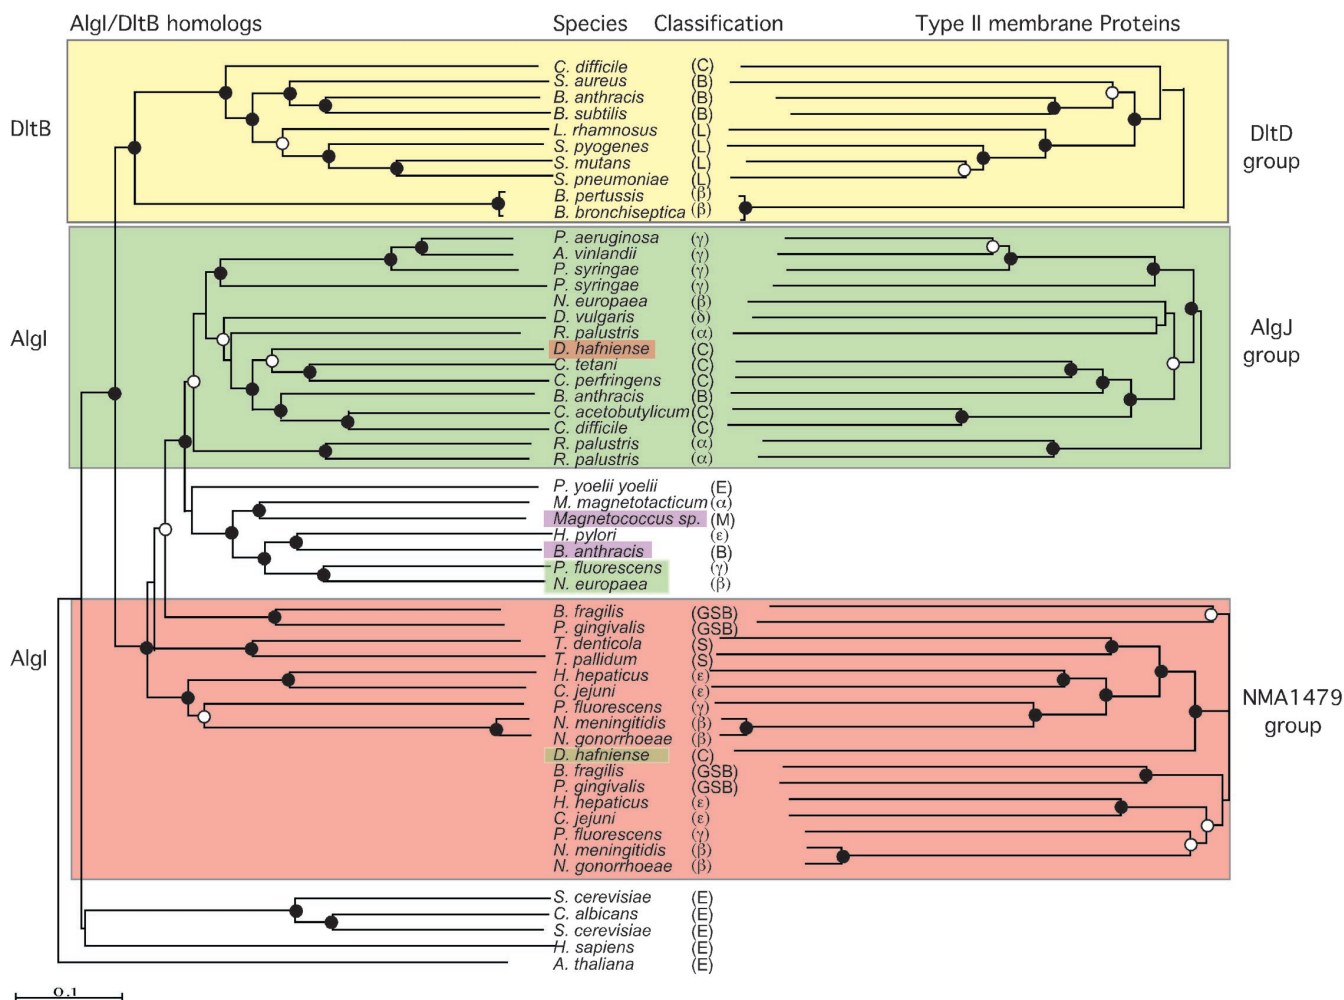 AlgI/DltB homologs Species Classification Type II membrane Proteins
C. difficile (C)
S. aureus (B)
B. anthracis (B)
B. subtilis (B)
DltB
L. rhamnosus (L)
DltD
group
S. pyogenes (L)
S. mutans (L)
S. pneumoniae (L)
B. pertussis (β)
B. bronchiseptica (β)
P. aeruginosa (γ)
A. vinlandii (γ)
P. syringae (γ)
P. syringae (γ)
N. europaea (β)
D. vulgaris (δ)
R. palustris (α)
AlgI
AlgJ
group
D. hafniense (C)
C. tetani (C)
C. perfringens (C)
B. anthracis (B)
C. acetobutylicum (C)
C. difficile (C)
R. palustris (α)
R. palustris (α)
P. yoelii yoelii (E)
M. magnetotacticum (α)
Magnetococcus sp. (M)
H. pylori (ε)
B. anthracis (B)
P. fluorescens (γ)
N. europaea (β)
B. fragilis (GSB)
P. gingivalis (GSB)
T. denticola (S)
AlgI
T. pallidum (S)
H. hepaticus (ε)
C. jejuni (ε)
P. fluorescens (γ)
NMA1479
group
N. meningitidis (β)
N. gonorrhoeae (β)
D. hafniense (C)
B. fragilis (GSB)
P. gingivalis (GSB)
H. hepaticus (ε)
C. jejuni (ε)
P. fluorescens (γ)
N. meningitidis (β)
N. gonorrhoeae (β)
S. cerevisiae (E)
C. albicans (E)
S. cerevisiae (E)
H. sapiens (E)
A. thaliana (E)
0.1